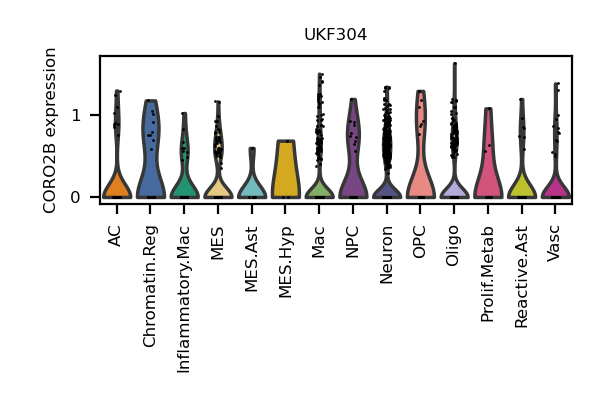 UKF304
CORO2B expression
1
0
AC
Chromatin.Reg
Inflammatory.Mac
MES
MES.Ast
MES.Hyp
Mac
NPC
Neuron
OPC
Oligo
Prolif.Metab
Reactive.Ast
Vasc